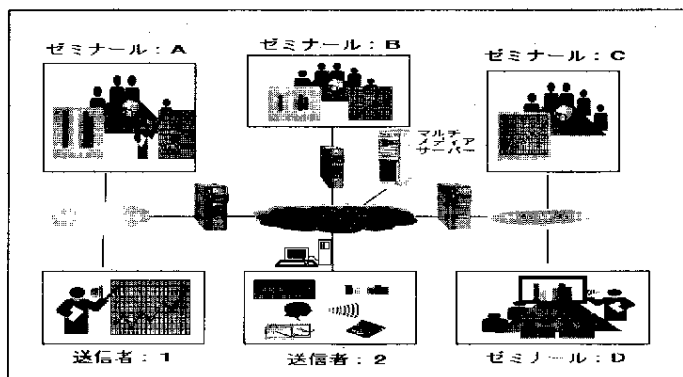 ゼミナール：A
ゼミナール：B
ゼミナール：C
マルチ
メディア
サーバー
送信者：1
送信者：2
ゼミナール：D